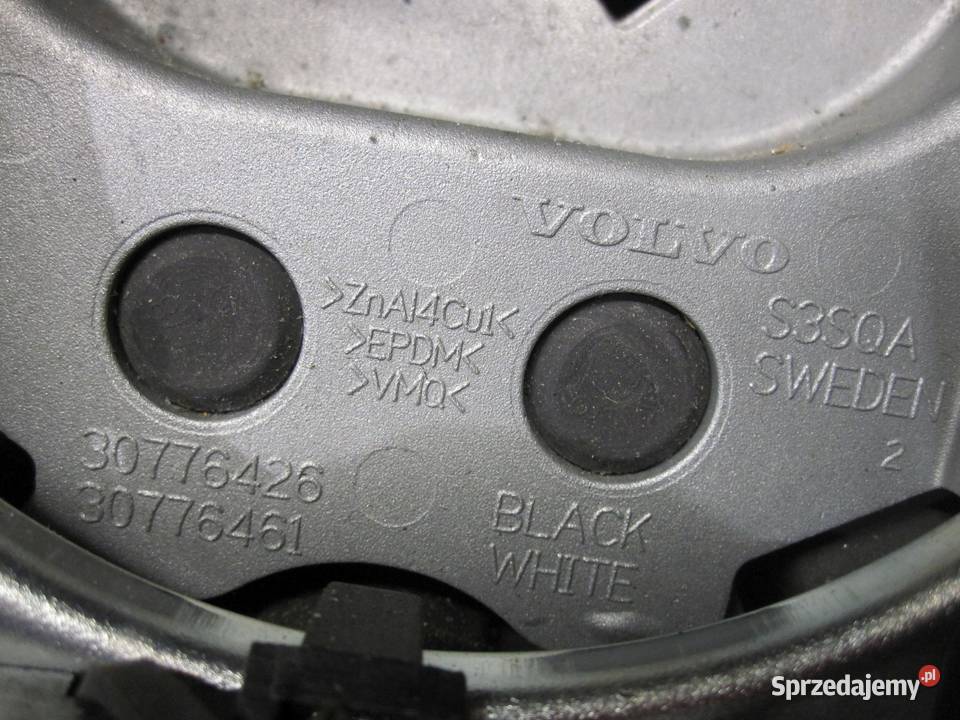 VOLVO
>ZnAl4Cu1<
>EPDM<
>VMQ<
S3SQA
SWEDEN
2
30776426
30776461
BLACK
WHITE
Sprzedajemy.pl